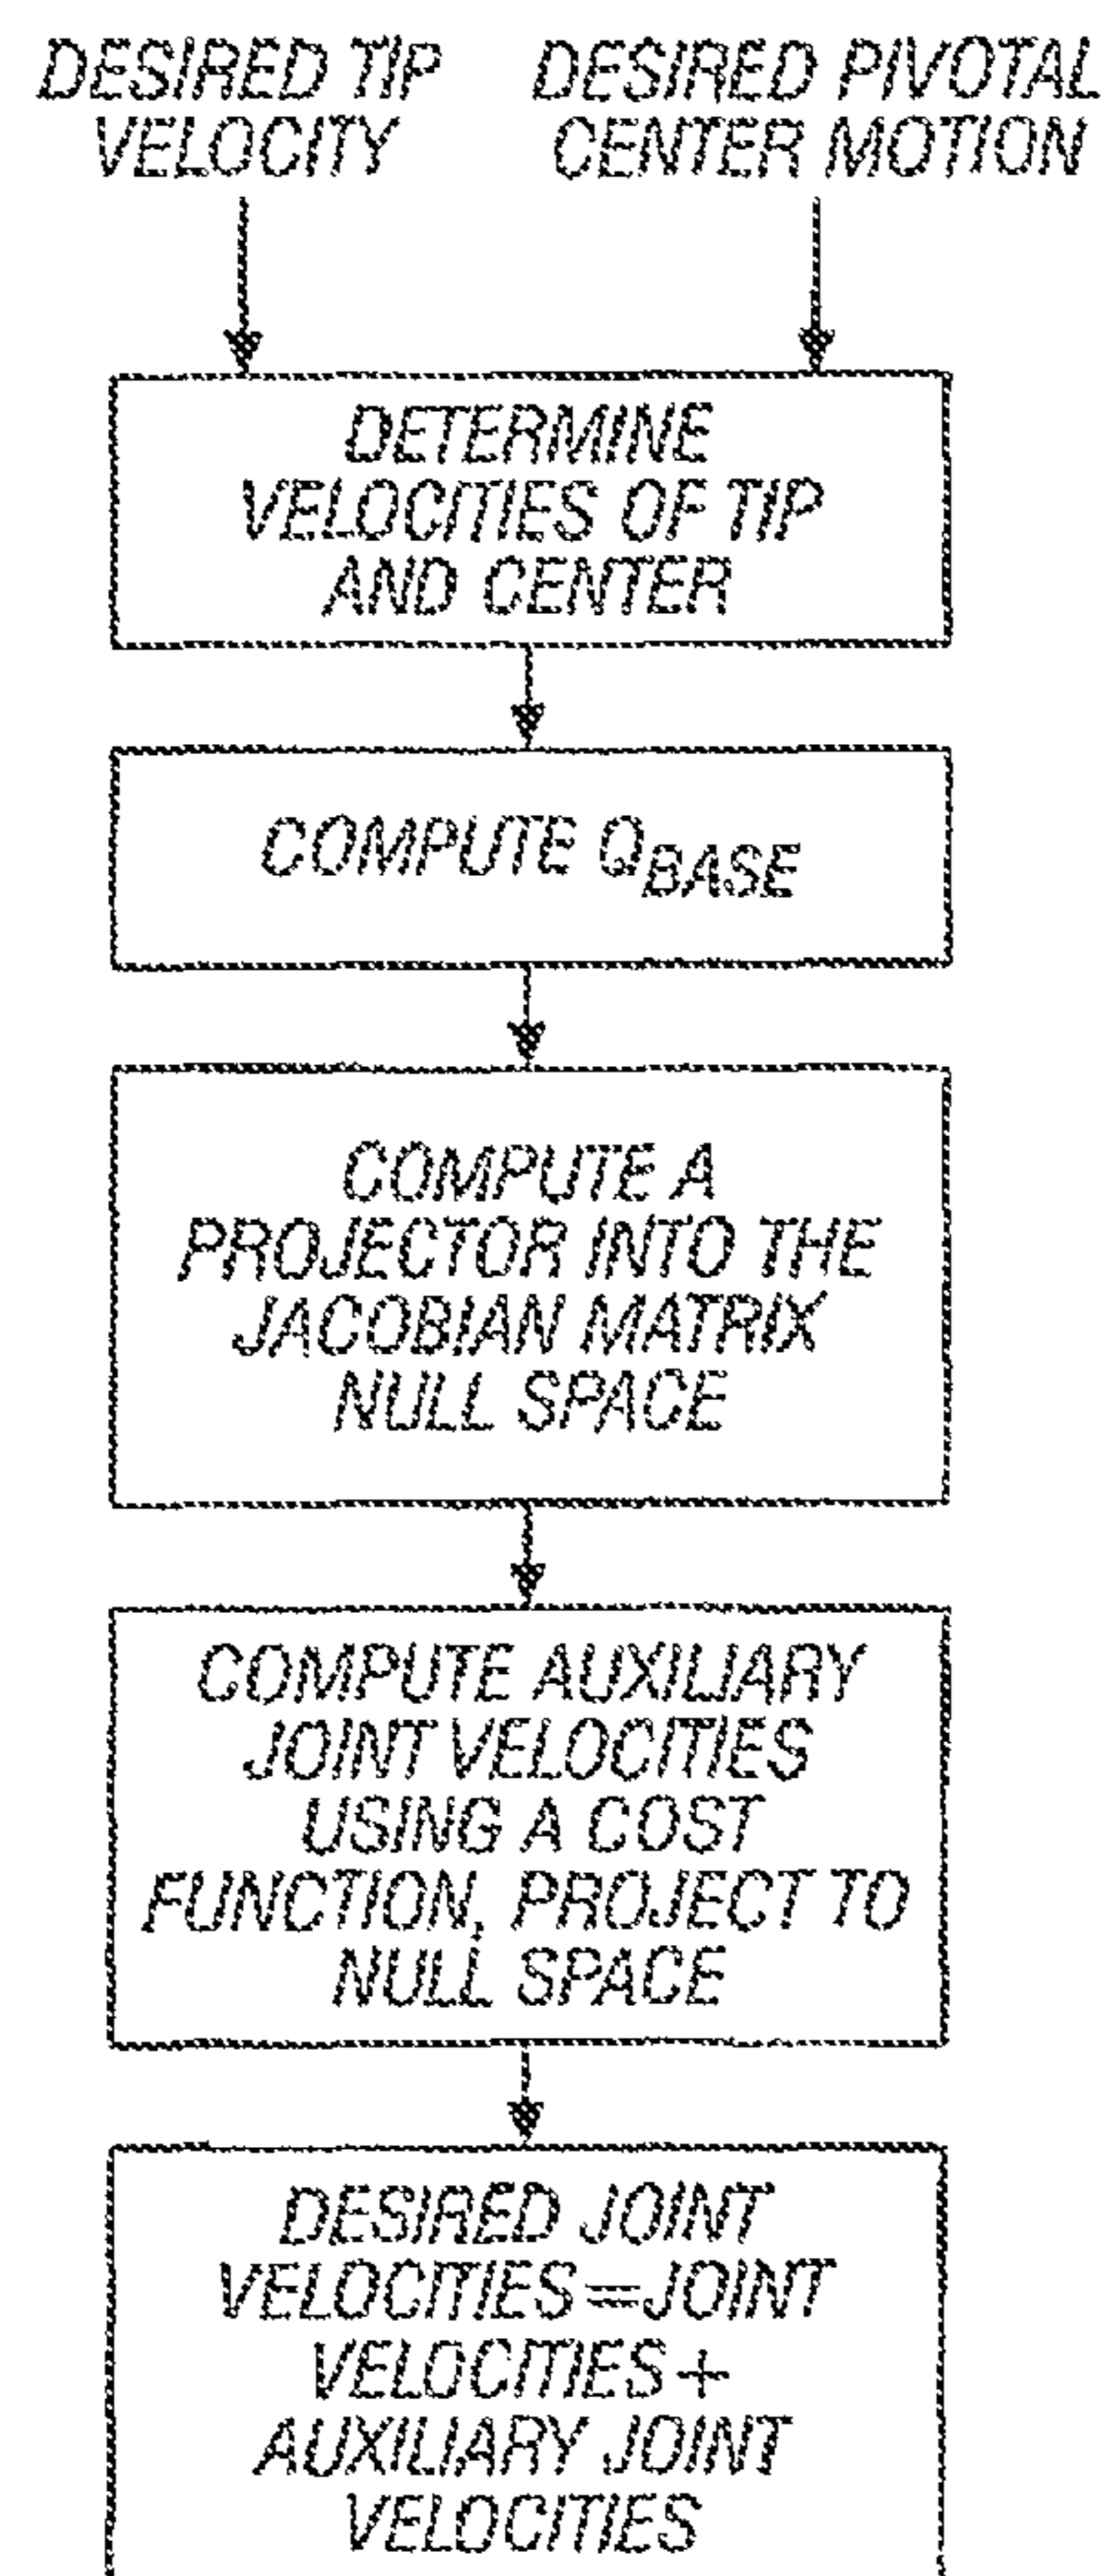 DESIRED TIP
VELOCITY
DESIRED PIVOTAL
CENTER MOTION
DETERMINE
VELOCITIES OF TIP
AND CENTER
COMPUTE QBASE
COMPUTE A
PROJECTOR INTO THE
JACOBIAN MATRIX
NULL SPACE
COMPUTE AUXILIARY
JOINT VELOCITIES
USING A COST
FUNCTION, PROJECT TO
NULL SPACE
DESIRED JOINT
VELOCITIES=JOINT
VELOCITIES+
AUXILIARY JOINT
VELOCITIES